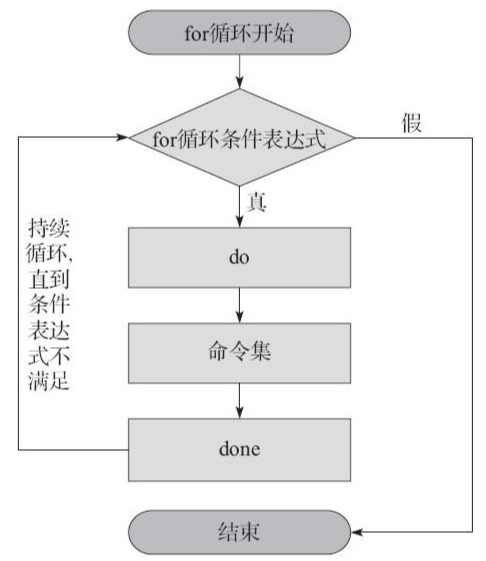 for循环开始
for循环条件表达式
假
真
持续
循环,
直到
条件
表达
式不
满足
do
命令集
done
结束